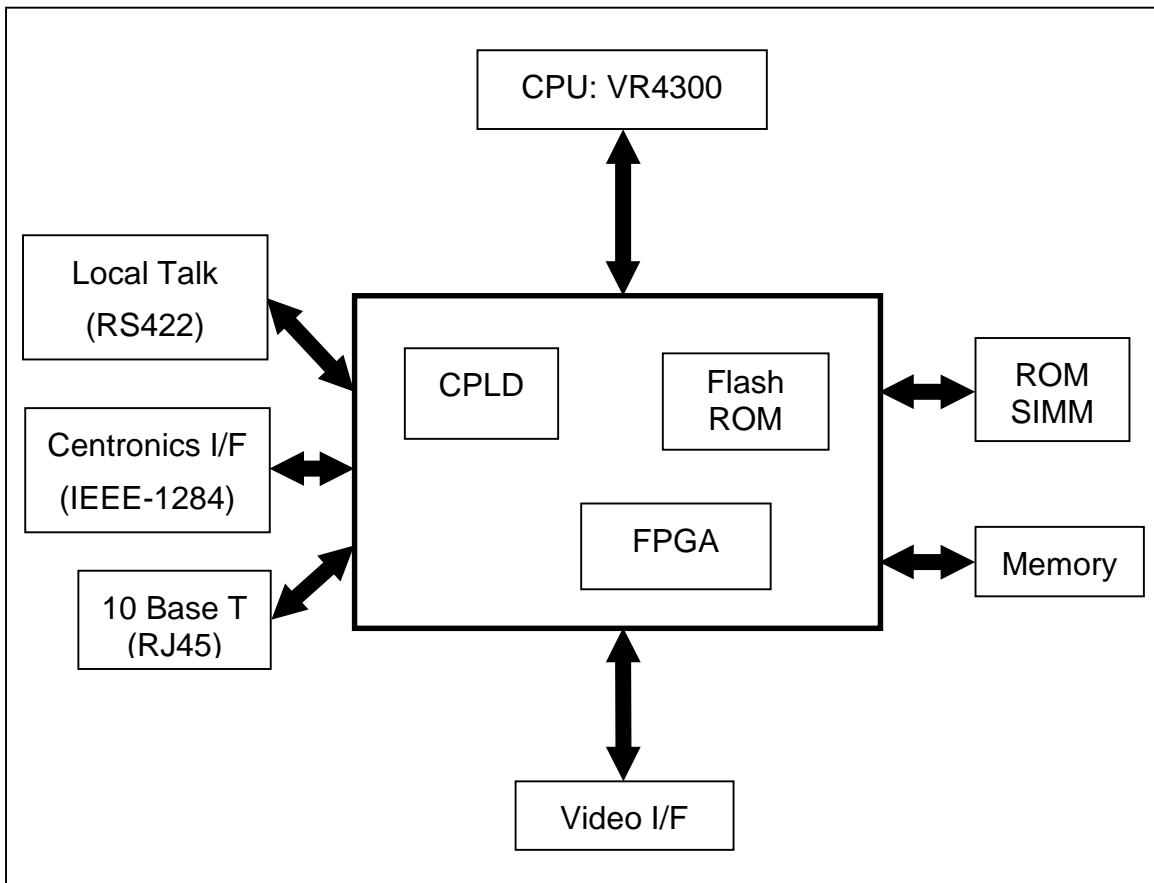 CPU: VR4300
Local Talk
(RS422)
CPLD
Flash
ROM
ROM
SIMM
Centronics I/F
(IEEE-1284)
FPGA
Memory
10 Base T
(RJ45)
Video I/F